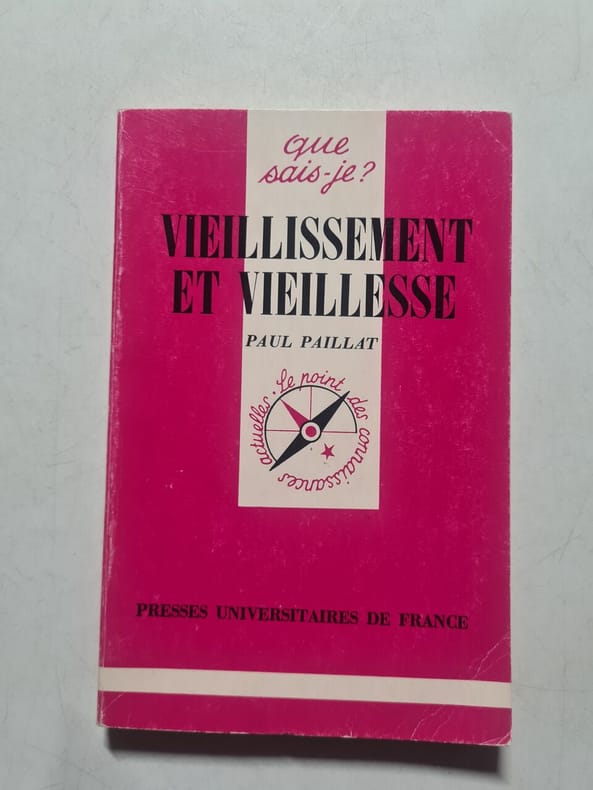 que
sais-je?
VIEILLISSEMENT
ET VIEILLESSE
PAUL PAILLAT
Le point des connaissances actuelles.
PRESSES UNIVERSITAIRES DE FRANCE